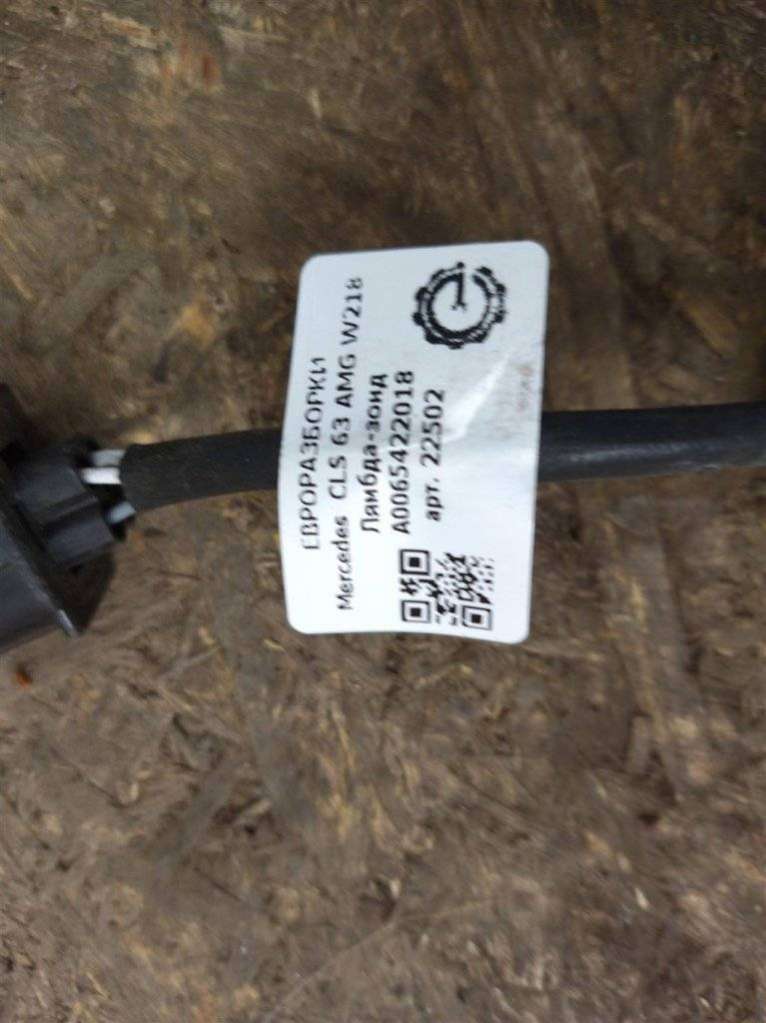 ЕВРОРАЗБОРКИ
Mercedes CLS 63 AMG W218
Лямбда-зонд
A0065422018
арт. 22502